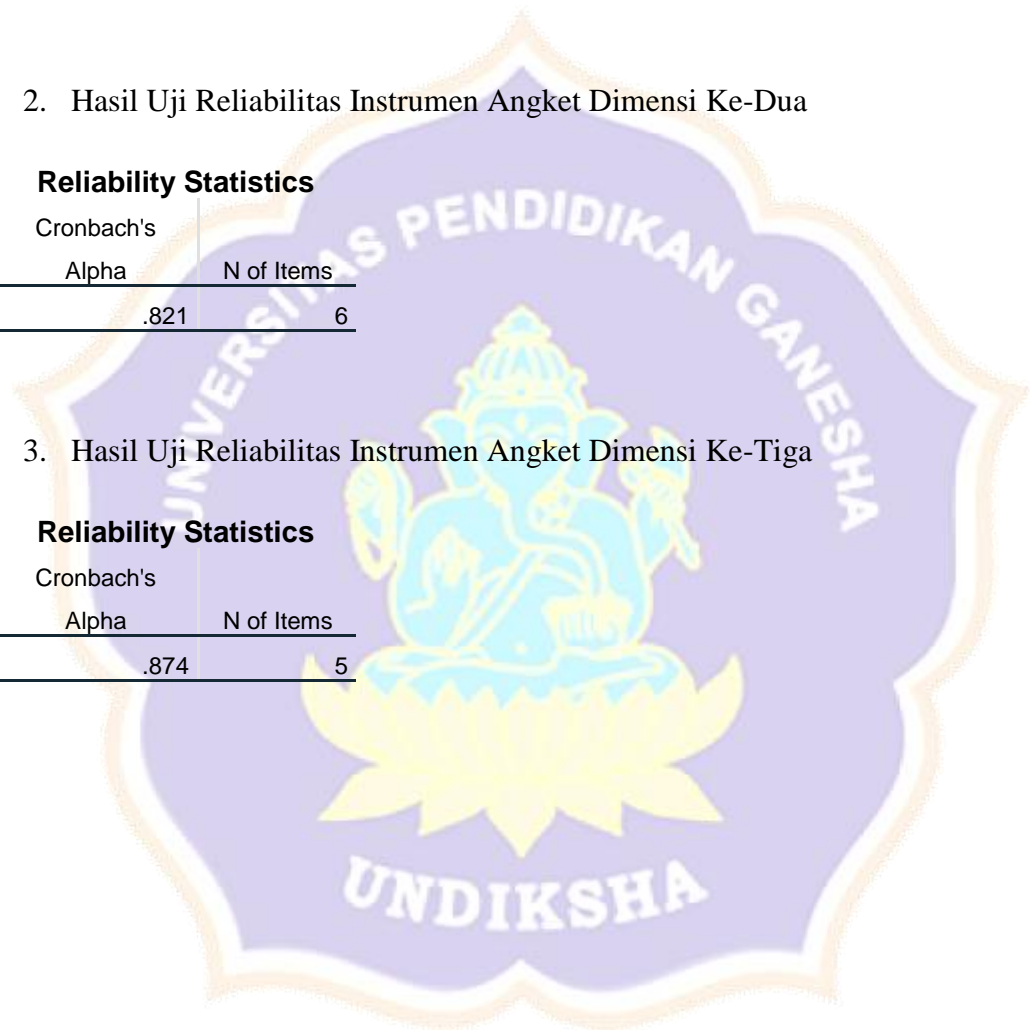 2. Hasil Uji Reliabilitas Instrumen Angket Dimensi Ke-Dua
Reliability Statistics
Cronbach's
Alpha N of Items
.821 6
3. Hasil Uji Reliabilitas Instrumen Angket Dimensi Ke-Tiga
Reliability Statistics
Cronbach's
Alpha N of Items
.874 5
UNIVERSITAS PENDIDIKAN GANESHA
UNDIKSHA